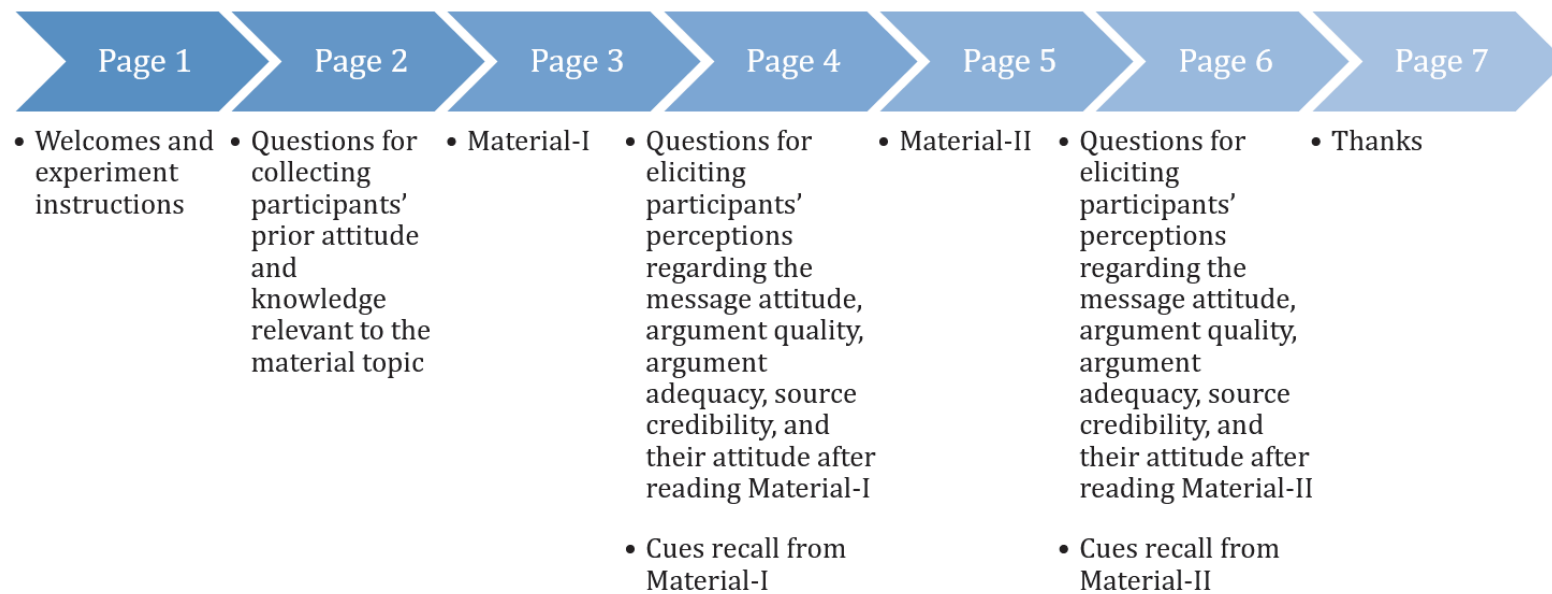 Page 1
Page 2
Page 3
Page 4
Page 5
Page 6
Page 7
• Welcomes and
experiment
instructions
• Questions for
collecting
participants’
prior attitude
and
knowledge
relevant to the
material topic
• Material-I
• Questions for
eliciting
participants’
perceptions
regarding the
message attitude,
argument quality,
argument
adequacy, source
credibility, and
their attitude after
reading Material-I
• Cues recall from
Material-I
• Material-II
• Questions for
eliciting
participants’
perceptions
regarding the
message attitude,
argument quality,
argument
adequacy, source
credibility, and
their attitude after
reading Material-II
• Cues recall from
Material-II
• Thanks